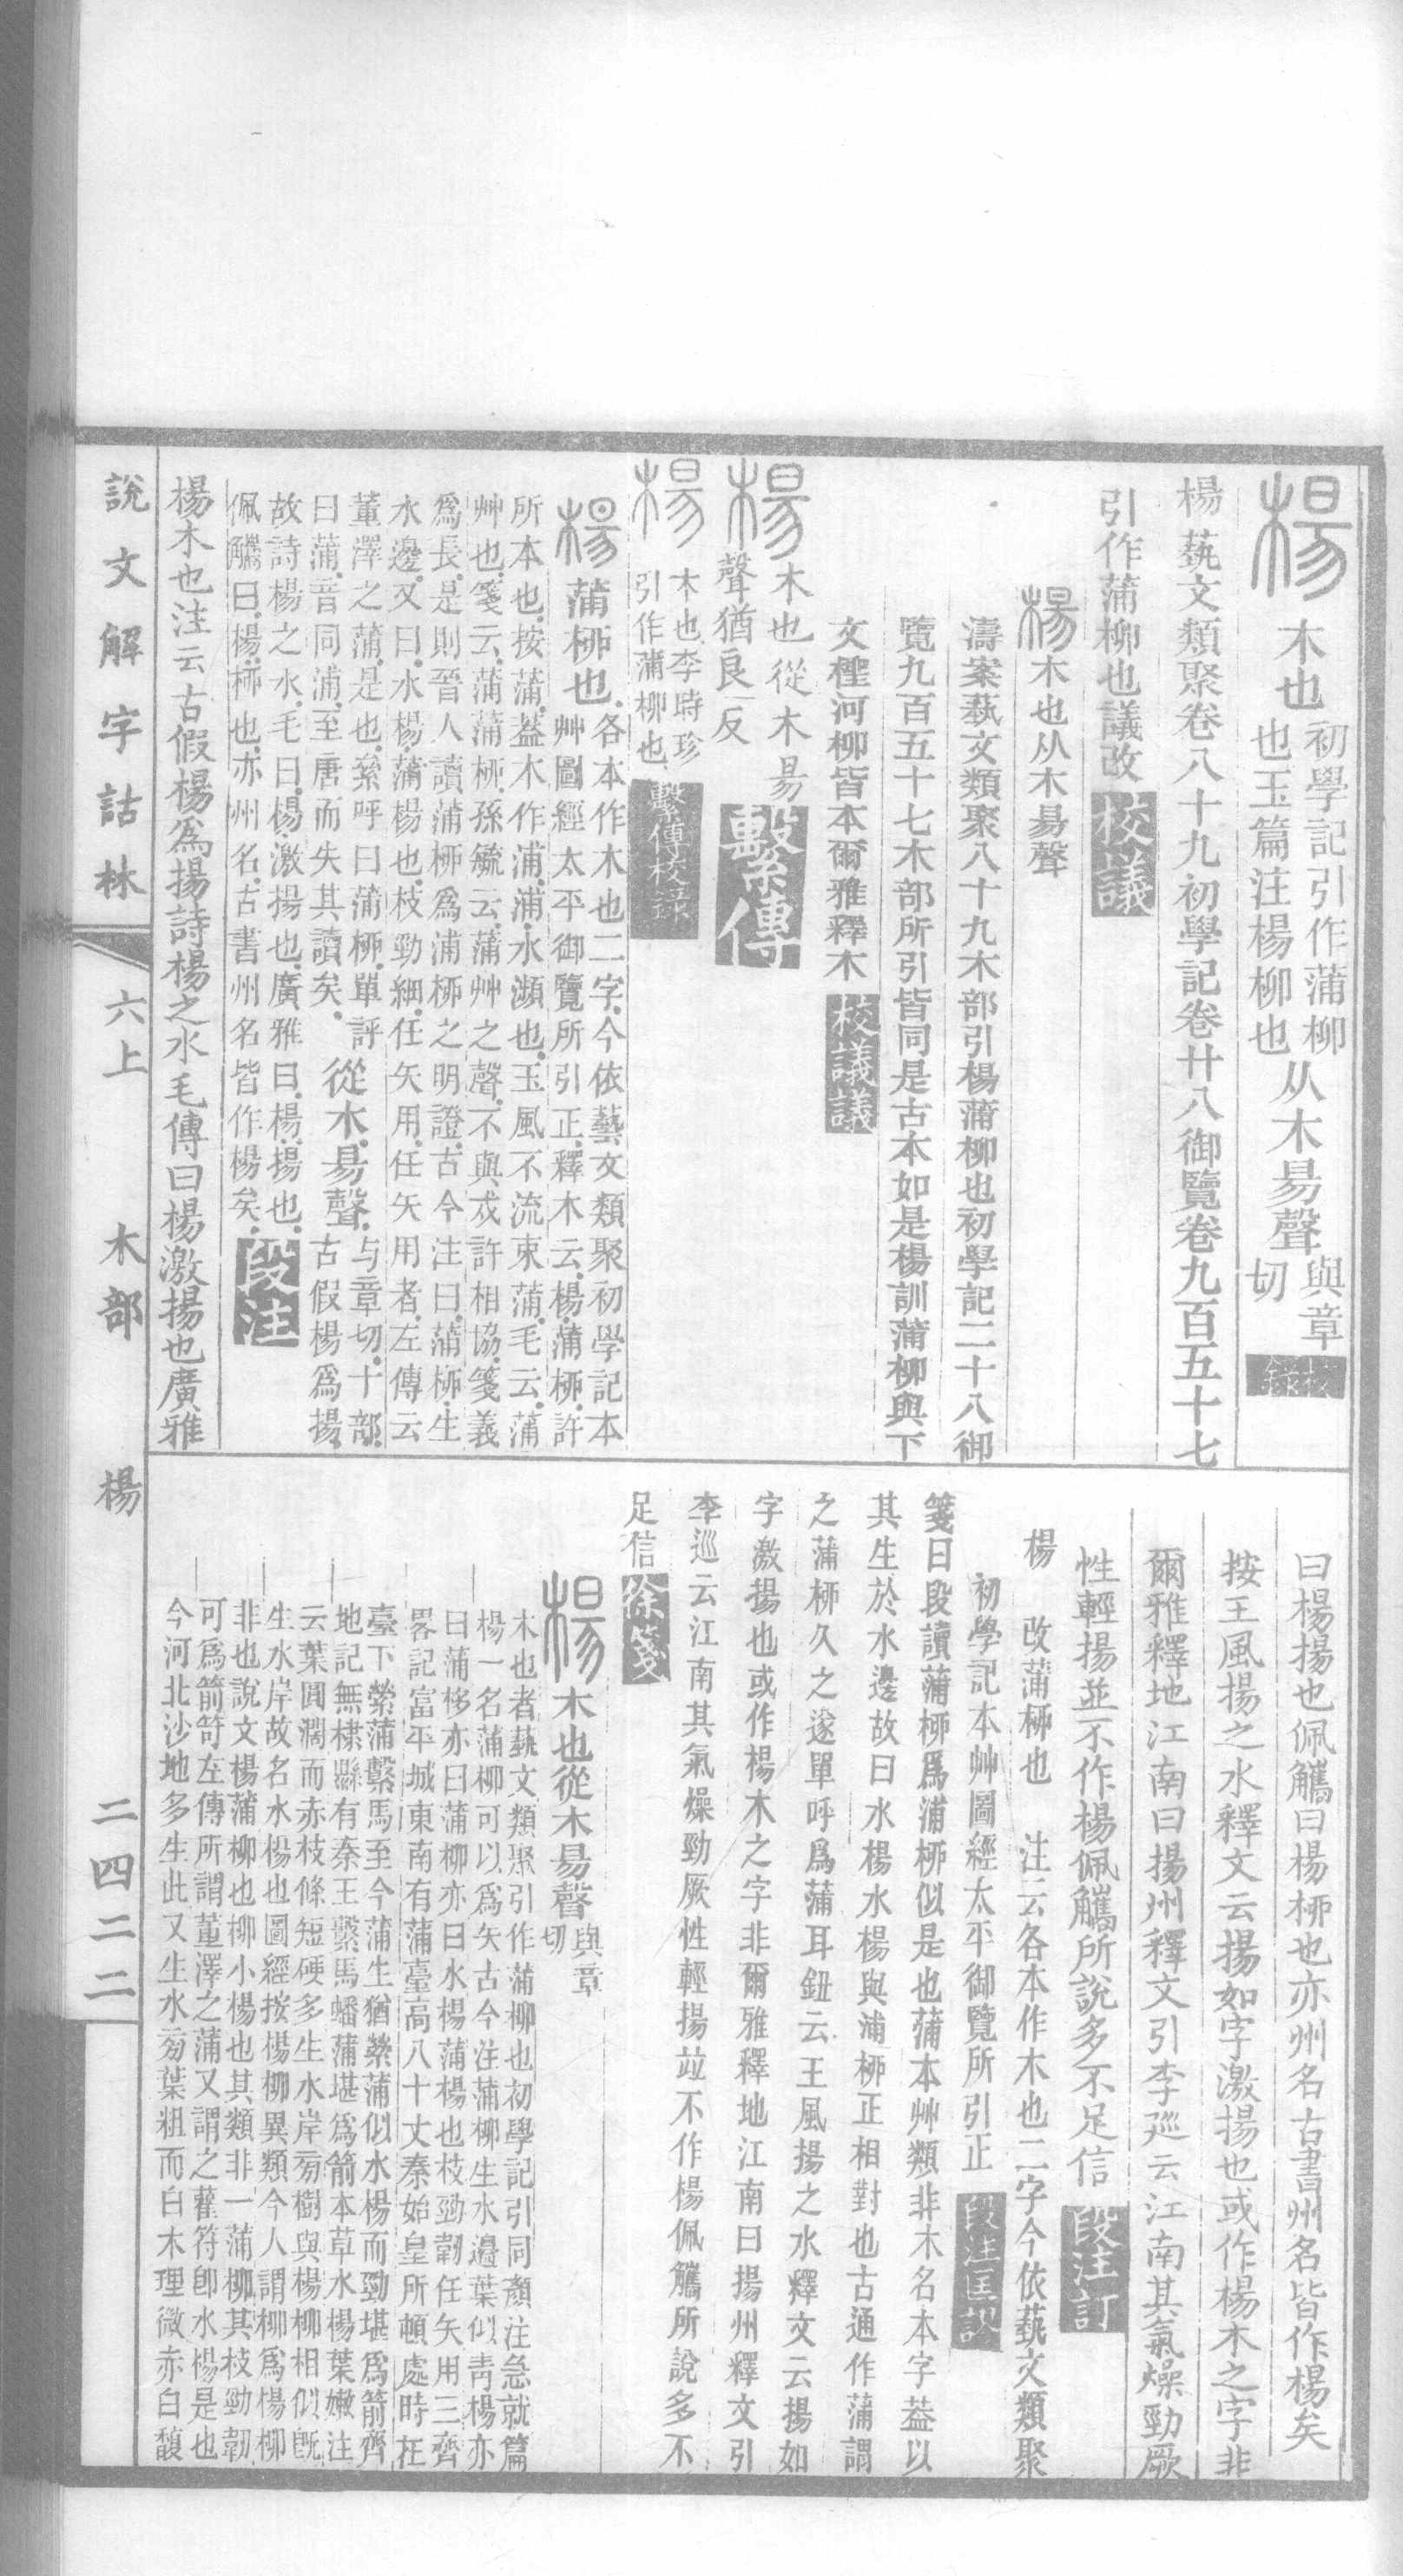 楊木也初學記引作蒲柳也玉篇注楊柳也从木昜聲與章切校錄
楊藝文類聚卷八十九初學記卷廿八御覽卷九百五十七
引作蒲柳也議改校議
楊木也从木昜聲
濤案藝文類聚八十九木部引楊蒲柳也初學記二十八御
覽九百五十七木部所引皆同是古本如是楊訓蒲柳與下
文檉河柳皆本爾雅釋木校議議
楊木也從木昜
聲猶良反繫傳
楊木也李時珍
引作蒲柳也繫傳校錄
楊蒲桺也各本作木也二字今依藝文類聚初學記本
艸圖經太平御覽所引正釋木云楊蒲桺許
所本也按蒲葢木作浦浦水瀕也王風不流束蒲毛云蒲
艸也箋云蒲蒲桺孫毓云蒲艸之聲不與戍許相協箋義
爲長是則晉人讀蒲桺爲浦桺之明證古今注曰蒲桺生
水邊又曰水楊蒲楊也枝勁細任矢用任矢用者左傳云
董澤之蒲是也絫呼曰蒲桺單評
曰蒲音同浦至唐而失其讀矣從木昜聲与章切十部古假楊爲揚
故詩楊之水毛曰楊激揚也廣雅曰楊揚也
佩觿曰楊桺也亦州名古書州名皆作楊矣段注
楊木也注云古假楊爲揚詩楊之水毛傳曰楊激揚也廣雅
曰楊揚也佩觿曰楊桺也亦州名古書州名皆作楊矣
按王風揚之水釋文云揚如字激揚也或作楊木之字非
爾雅釋地江南曰揚州釋文引李巡云江南其氣燥勁厥
性輕揚並不作楊佩觿所說多不足信段注訂
楊 改蒲桺也 注云各本作木也二字今依藝文類聚
初學記本艸圖經太平御覽所引正段注匡謬
箋曰段讀蒲桺爲浦桺似是也蒲本艸類非木名本字葢以
其生於水邊故曰水楊水楊與浦桺正相對也古通作蒲謂
之蒲桺久之遂單呼爲蒲耳鈕云王風揚之水釋文云揚如
字激揚也或作楊木之字非爾雅釋地江南曰揚州釋文引
李巡云江南其氣燥勁厥性輕揚竝不作楊佩觿所說多不
足信徐箋
楊木也從木昜聲與章切
木也者藝文類聚引作蒲柳也初學記引同顏注急就篇
楊一名蒲柳可以爲矢古今注蒲柳生水邊葉似青楊亦
曰蒲栘亦曰蒲柳亦曰水楊蒲楊也枝勁韌任矢用三齊
畧記富平城東南有蒲臺高八十丈秦始皇所頓處時在
臺下縈蒲繫馬至今蒲生猶縈蒲似水楊而勁堪爲箭齊
地記無棣縣有秦王繫馬蟠蒲堪爲箭本草水楊葉嫩注
云葉圓濶而赤枝條短硬多生水岸㫄樹與楊柳相似旣
生水岸故名水楊也圖經按楊柳異類今人謂柳爲楊柳
非也說文楊蒲柳也柳小楊也其類非一蒲柳其枝勁韌
可爲箭笴左傳所謂董澤之蒲又謂之雚苻卽水楊是也
今河北沙地多生此又生水㫄葉粗而白木理微赤白馥
說文解字詁林 六上 木部 楊 二四二二